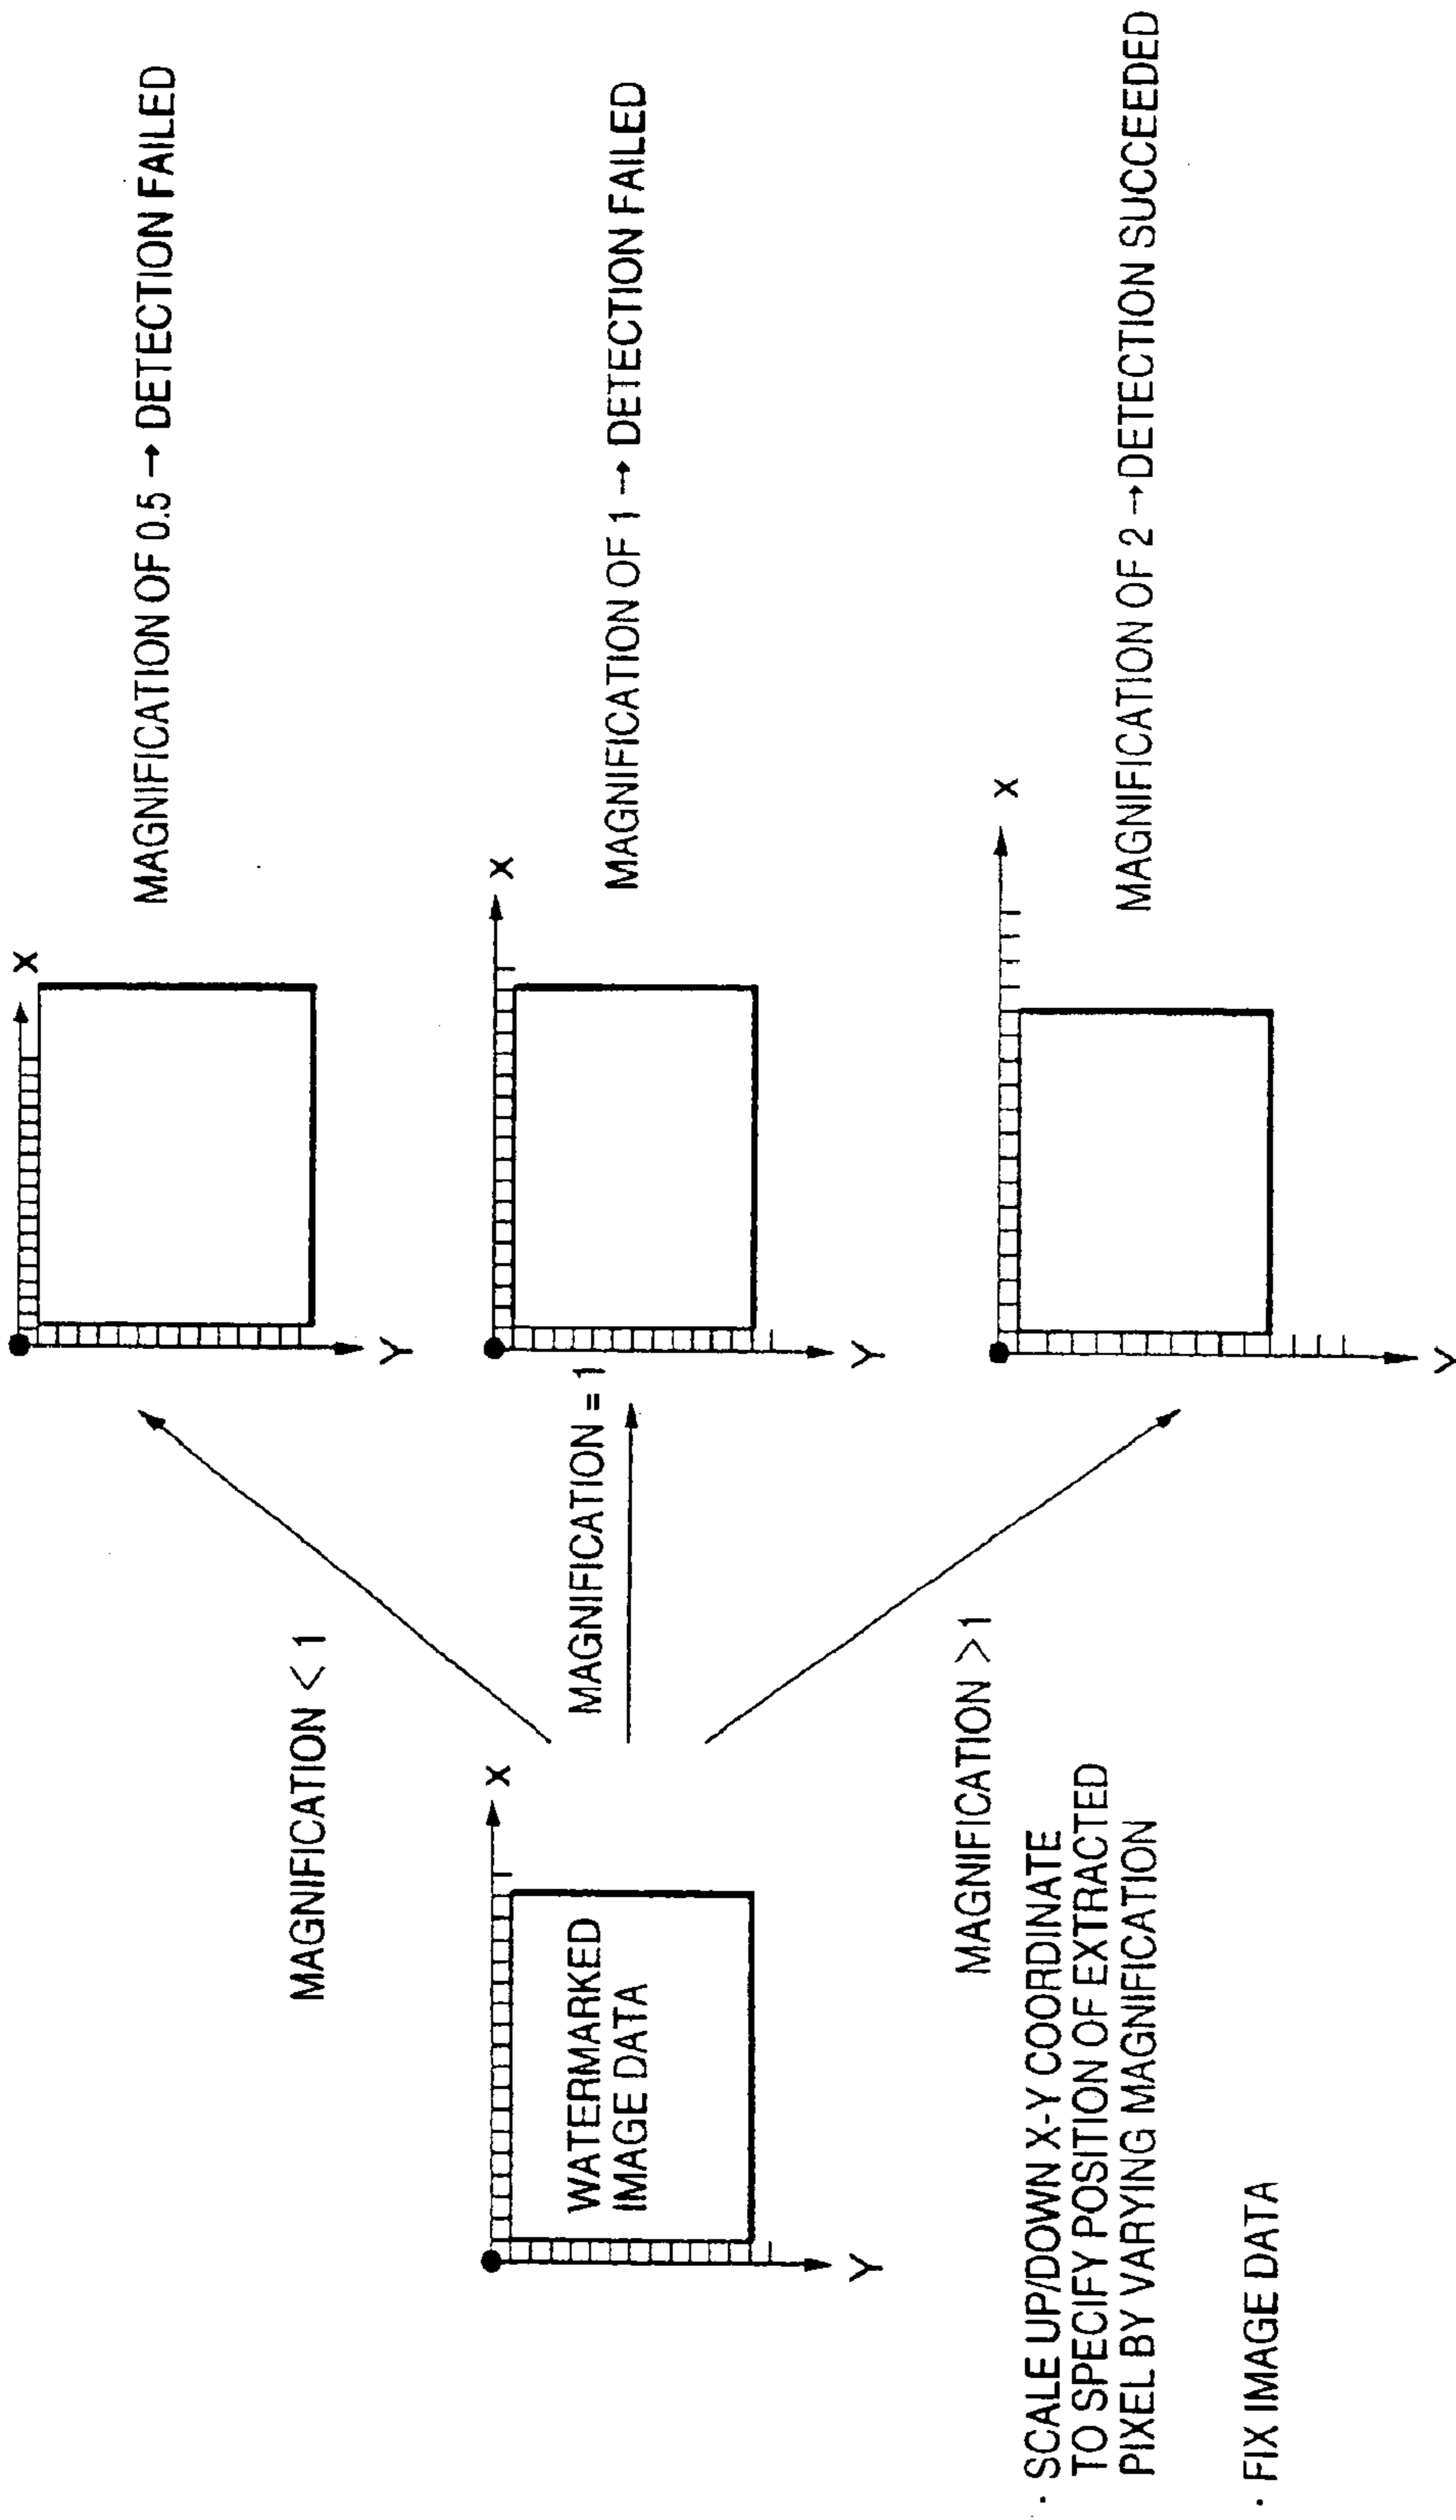 X
MAGNIFICATION OF 0.5 → DETECTION FAILED
Y
MAGNIFICATION < 1
X
MAGNIFICATION = 1
MAGNIFICATION OF 1 → DETECTION FAILED
Y
X
WATERMARKED
IMAGE DATA
Y
MAGNIFICATION > 1
X
MAGNIFICATION OF 2 → DETECTION SUCCEEDED
Y
· SCALE UP/DOWN X-Y COORDINATE
TO SPECIFY POSITION OF EXTRACTED
PIXEL BY VARYING MAGNIFICATION
· FIX IMAGE DATA